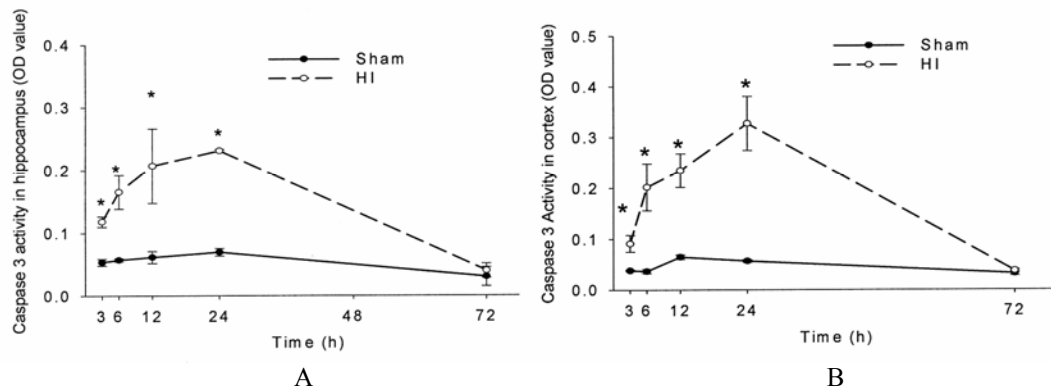 Caspase 3 activity in hippocampus (OD value)
0.4
0.3
0.2
0.1
0.0
Sham
HI
*
*
*
*
3 6 12 24 48 72
Time (h)
A
Caspase 3 Activity in cortex (OD value)
0.5
0.4
0.3
0.2
0.1
0.0
Sham
HI
*
*
*
*
*
3 6 12 24 72
Time (h)
B